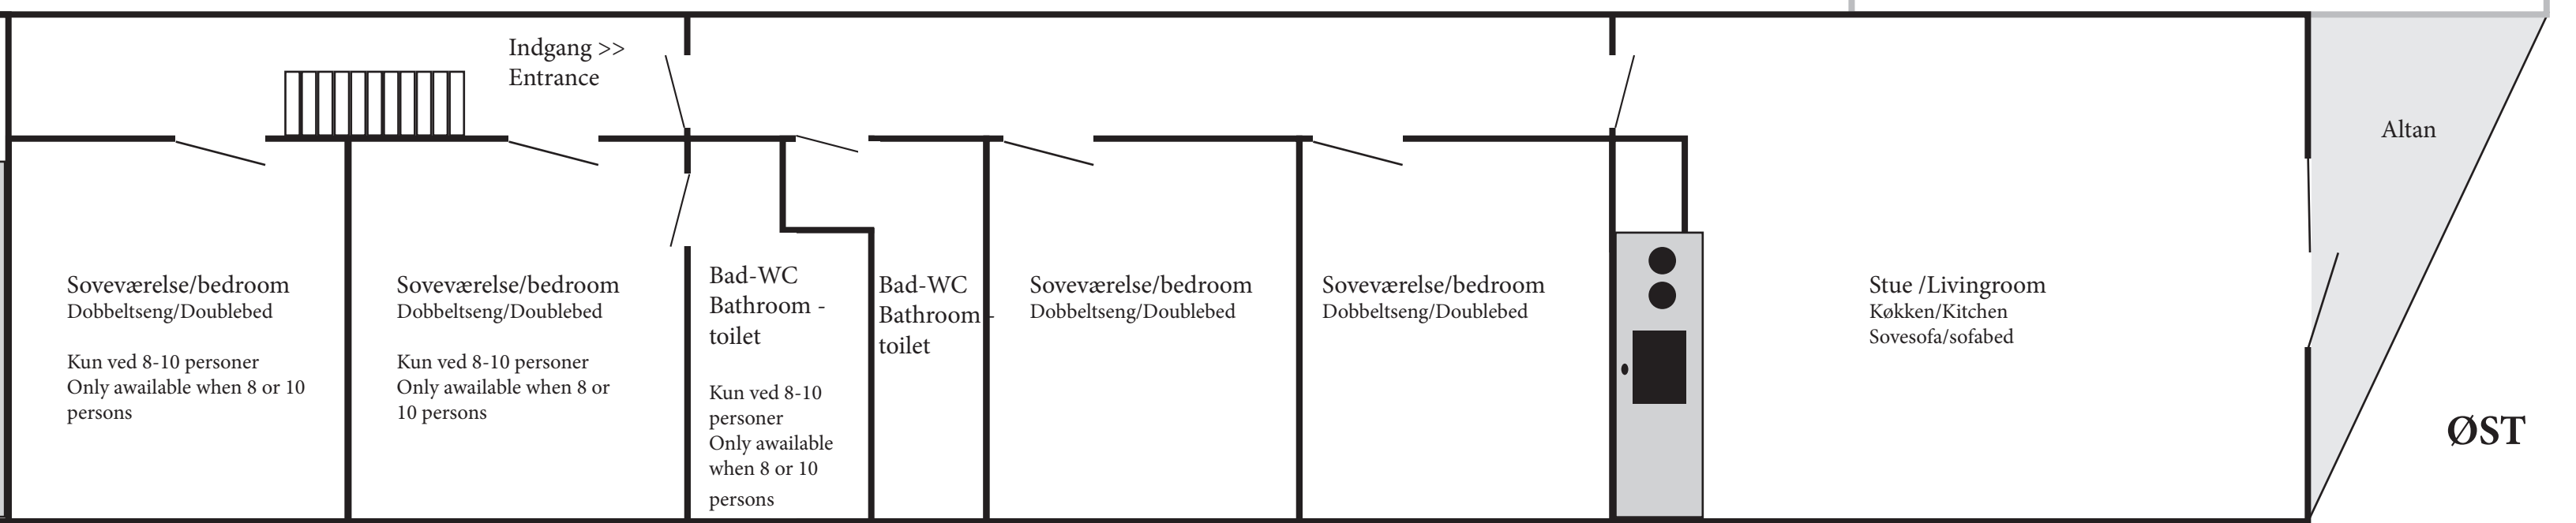 Indgang >>
Entrance
Altan
Soveværelse/bedroom
Dobbeltseng/Doublebed
Kun ved 8-10 personer
Only awailable when 8 or 10
persons
Soveværelse/bedroom
Dobbeltseng/Doublebed
Kun ved 8-10 personer
Only awailable when 8 or
10 persons
Bad-WC
Bathroom -
toilet
Kun ved 8-10
personer
Only awailable
when 8 or 10
persons
Bad-WC
Bathroom -
toilet
Soveværelse/bedroom
Dobbeltseng/Doublebed
Soveværelse/bedroom
Dobbeltseng/Doublebed
Stue /Livingroom
Køkken/Kitchen
Sovesofa/sofabed
ØST